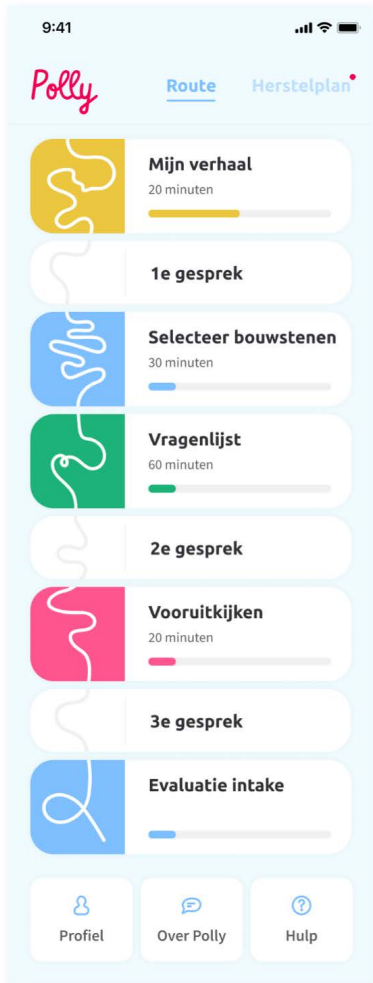 9:41
Polly
Route
Herstelplan
Mijn verhaal
20 minuten
1e gesprek
Selecteer bouwstenen
30 minuten
Vragenlijst
60 minuten
2e gesprek
Vooruitkijken
20 minuten
3e gesprek
Evaluatie intake
Profiel
Over Polly
Hulp